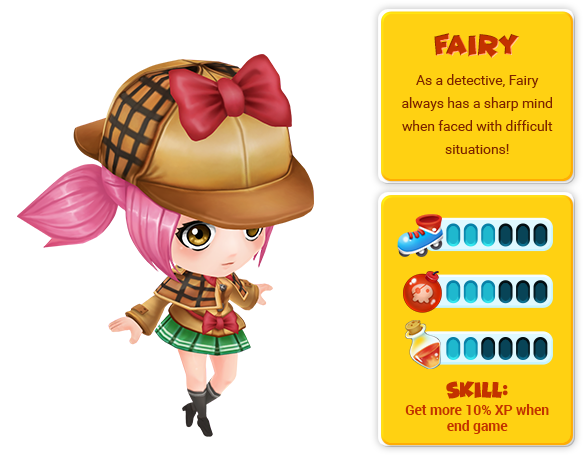 FAIRY
As a detective, Fairy
always has a sharp mind
when faced with difficult
situations!
SKILL:
Get more 10% XP when
end game